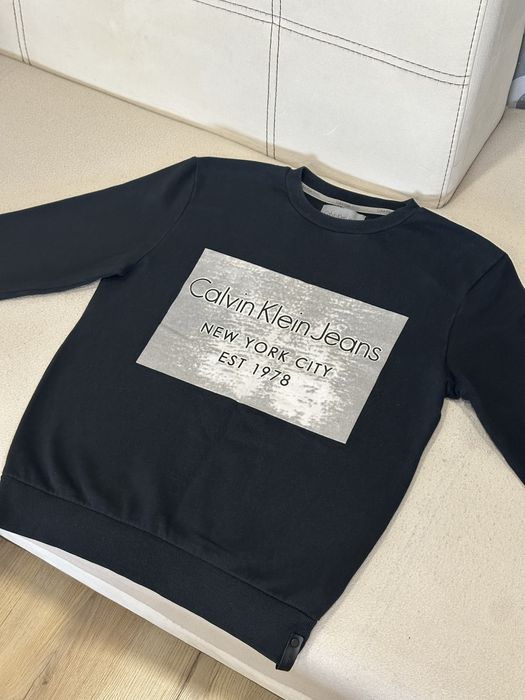 Calvin Klein Jeans
NEW YORK CITY
EST 1978